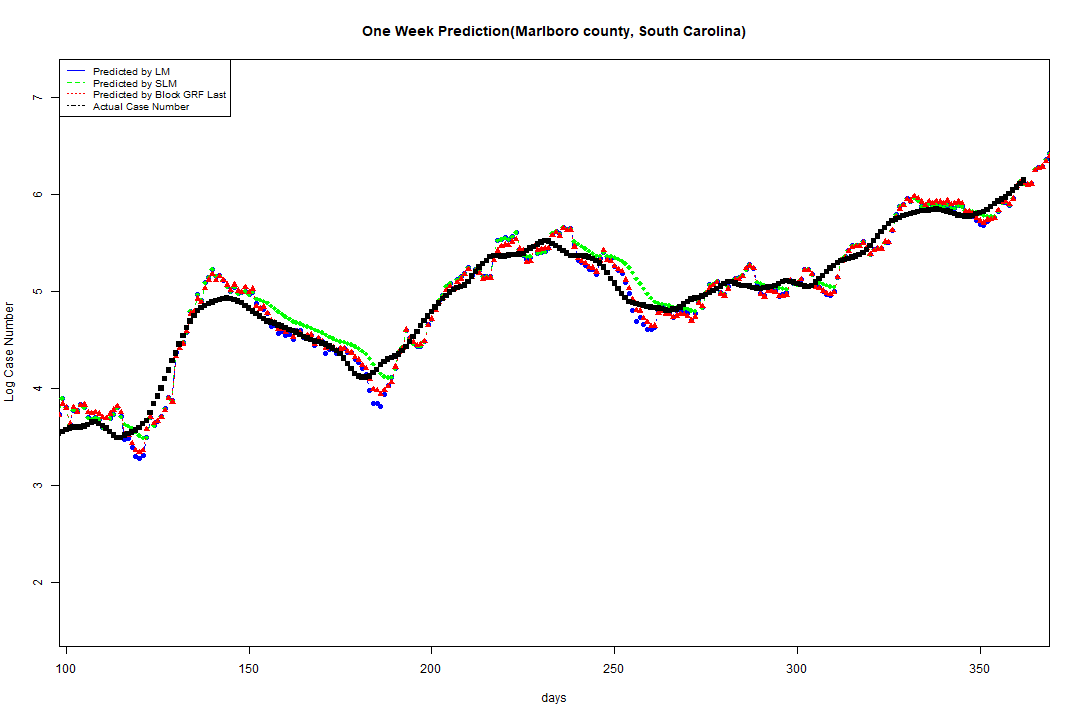 One Week Prediction(Marlboro county, South Carolina)
Predicted by LM
Predicted by SLM
Predicted by Block GRF Last
Actual Case Number
7
6
5
4
3
2
Log Case Number
100 150 200 250 300 350
days